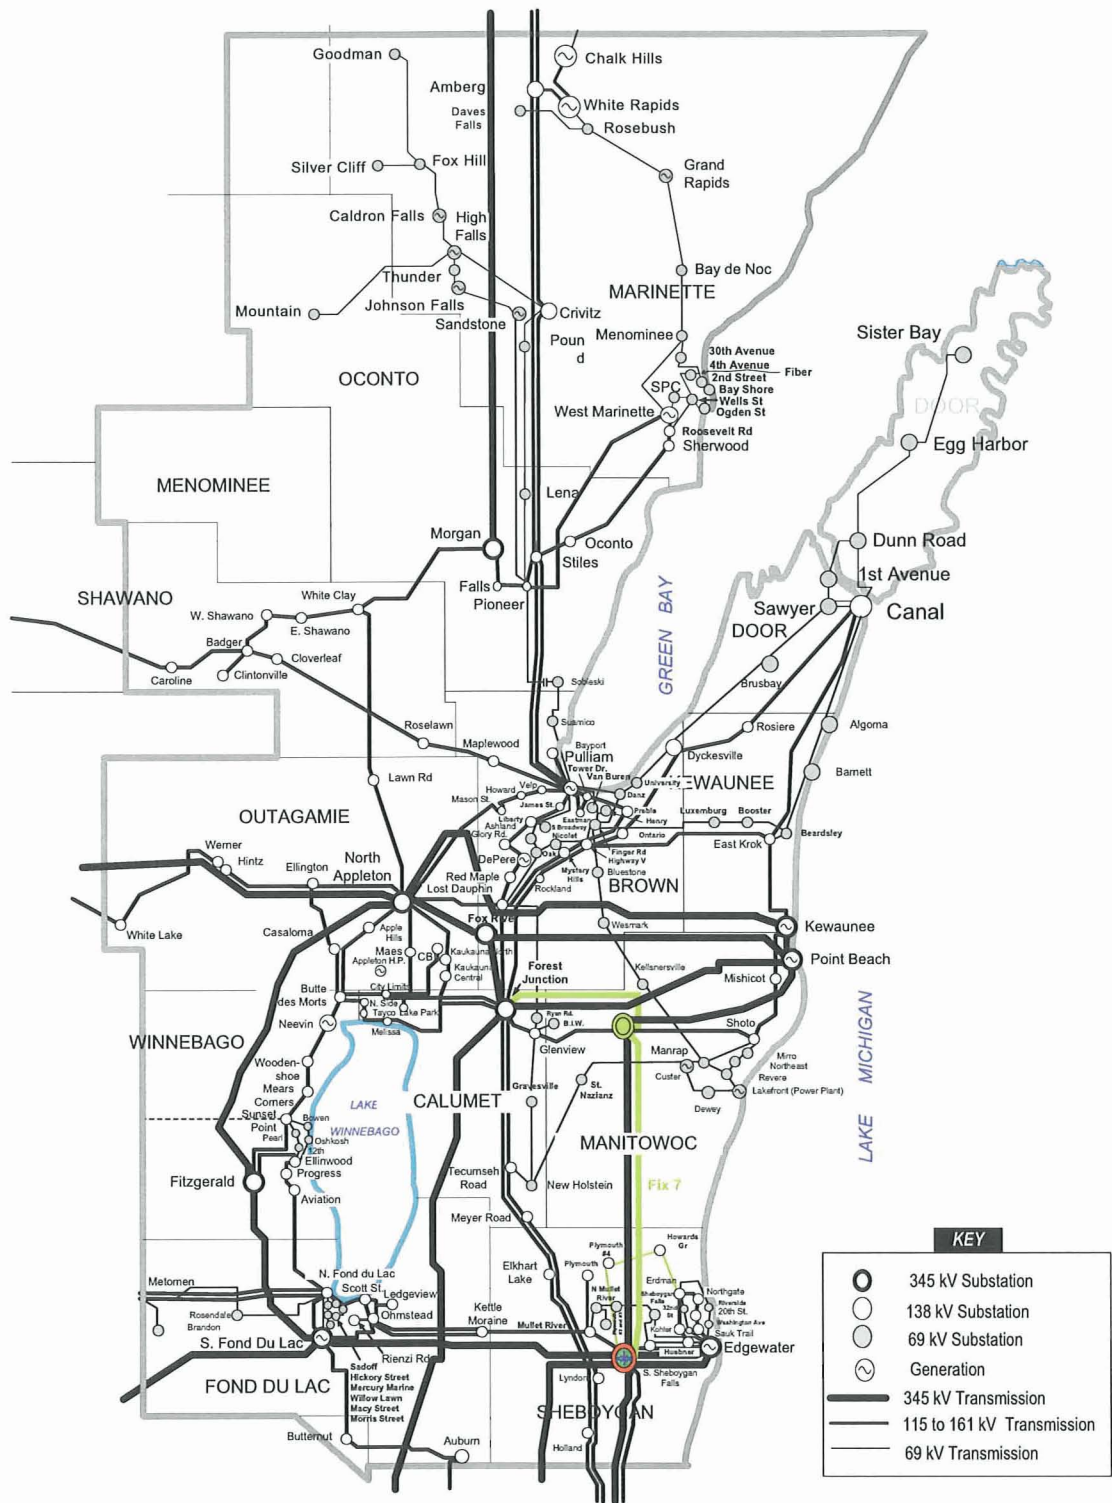 Goodman
Chalk Hills
Amberg
Daves
Falls
White Rapids
Rosebush
Silver Cliff
Fox Hill
Grand
Rapids
Caldron Falls
High
Falls
Thunder
Bay de Noc
MARINETTE
Mountain
Johnson Falls
Sandstone
Crivitz
Poun
d
Menominee
Sister Bay
30th Avenue
4th Avenue
Fiber
2nd Street
OCONTO
SPC
Bay Shore
Wells St
Ogden St
DOOR
West Marinette
Roosevelt Rd
Sherwood
Egg Harbor
MENOMINEE
Lena
Morgan
Oconto
Stiles
Dunn Road
1st Avenue
Falls
Pioneer
SHAWANO
White Clay
W. Shawano
E. Shawano
Sawyer
Canal
DOOR
GREEN BAY
Badger
Cloverleaf
Caroline
Clintonville
Brusbay
Sobieski
Suamico
Roselawn
Rosiere
Algoma
Maplewood
Bayport
Pulliam
Dyckesville
Tower Dr.
Van Buren
University
KEWAUNEE
Barnett
Lawn Rd
Howard
Velp
Danz
Mason St.
James St.
Preble
OUTAGAMIE
Liberty
Eastman
Henry
Luxemburg
Booster
Ashland
S Broadway
Glory Rd.
Nicolet
Ontario
East Krok
Beardsley
Werner
Hintz
Ellington
North
Appleton
DePere
Oak
Finger Rd
Highway V
Red Maple
Mystery
Hills
Bluestone
Lost Dauphin
Rockland
BROWN
White Lake
Casaloma
Apple
Hills
Fox River
Wesmark
Kewaunee
Maes
CBF
Kaukauna North
Appleton H.P.
Kaukauna
Central
Forest
Junction
Kellnersville
Point Beach
Mishicot
Butte
des Morts
City Limits
N. Side
Tayco
Lake Park
Melissa
Ryan Rd.
B.I.W.
Neevin
Glenview
Shoto
WINNEBAGO
Wooden-
shoe
Manrap
Mirro
Northeast
Custer
Revere
Lakefront (Power Plant)
Gravesville
St.
Nazianz
Dewey
Mears
Corners
LAKE
WINNEBAGO
CALUMET
LAKE MICHIGAN
Sunset
Point
Bowen
Pearl
Oshkosh
12th
MANITOWOC
Ellinwood
Progress
Fitzgerald
Aviation
Tecumseh
Road
New Holstein
Fix 7
Meyer Road
Plymouth
#4
Howards
Gr
Elkhart
Lake
Plymouth
Metomen
N. Fond du Lac
Scott St.
Ledgeview
N Mullet
River
Erdman
Sheboygan
Falls
32nd
St
Northgate
Riverside
20th St.
Washington Ave
Rosendale
Brandon
Ohmstead
Kettle
Moraine
Mullet River
Kohler
Sauk Trail
Edgewater
S. Fond Du Lac
Rienzi Rd
Huebner
S. Sheboygan
Falls
Lyndon
Sadoff
Hickory Street
Mercury Marine
Willow Lawn
Macy Street
Morris Street
FOND DU LAC
SHEBOYGAN
Butternut
Auburn
Holland
KEY
345 kV Substation
138 kV Substation
69 kV Substation
Generation
345 kV Transmission
115 to 161 kV Transmission
69 kV Transmission